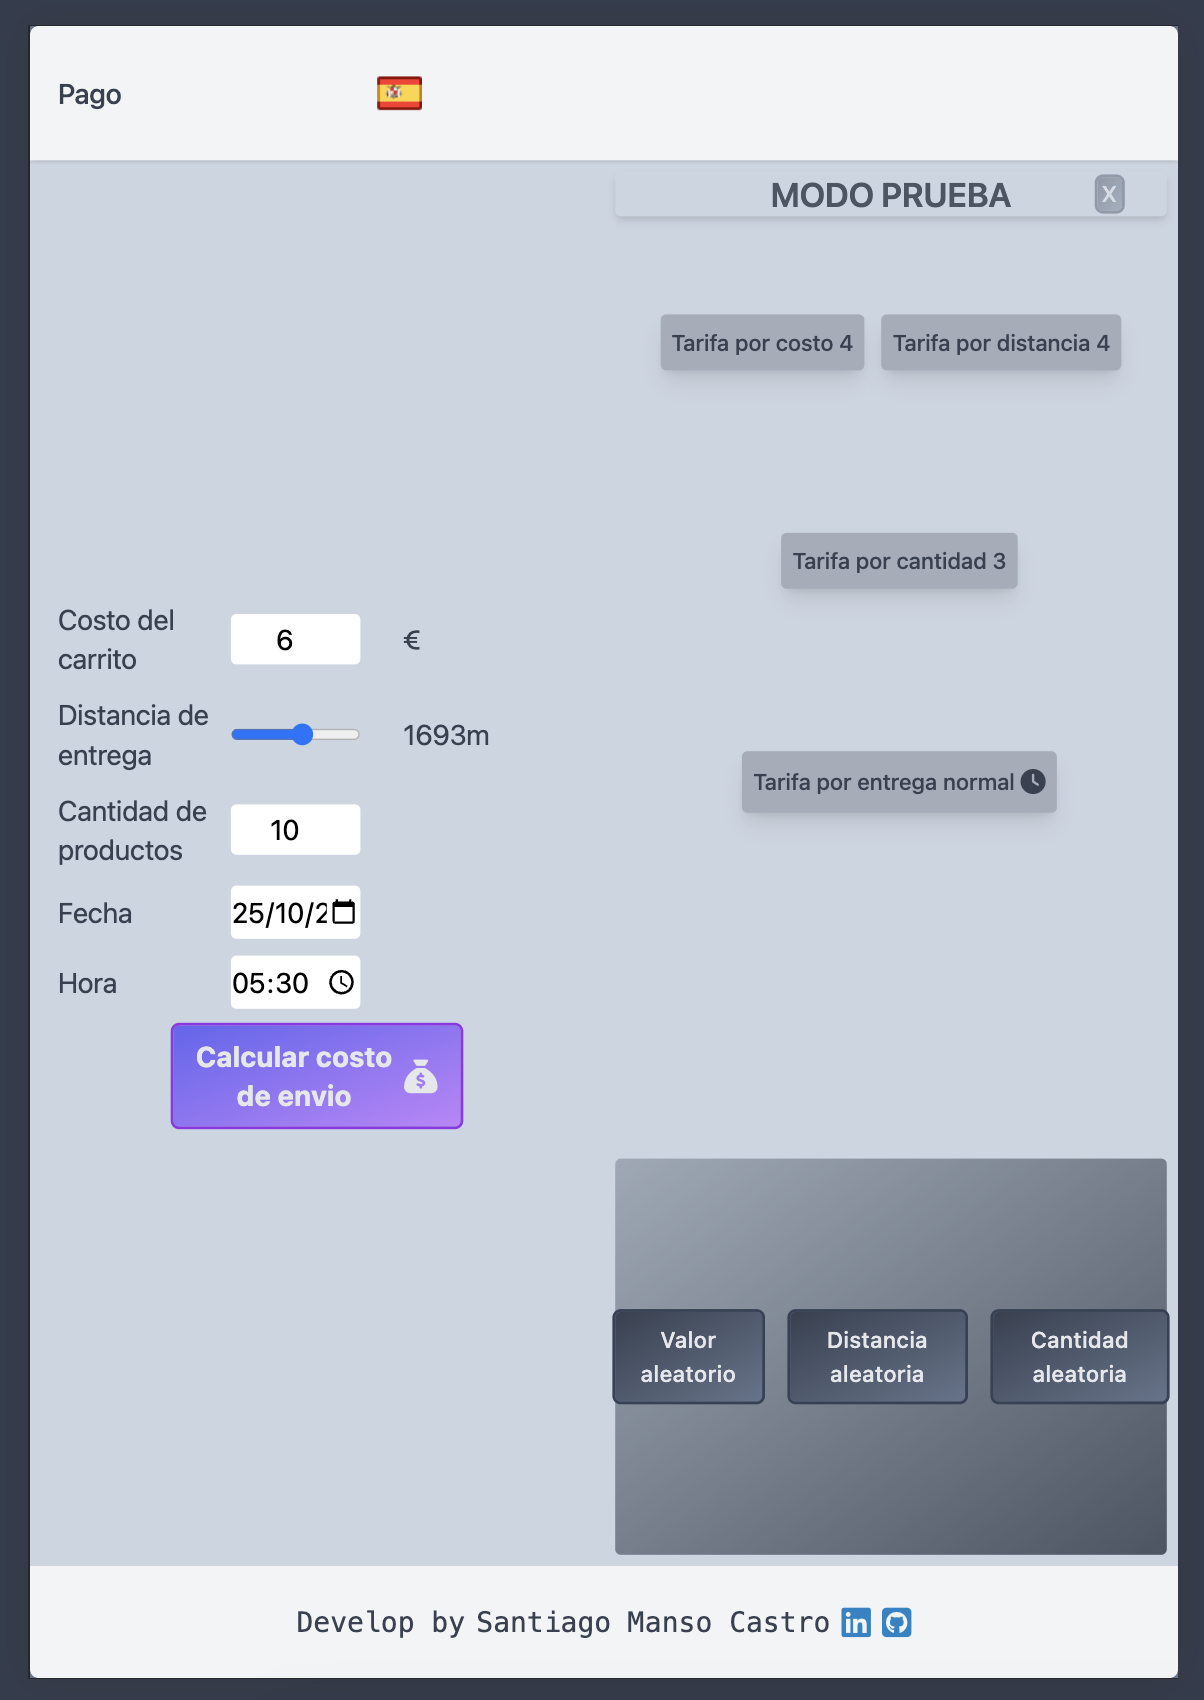 Pago
MODO PRUEBA
X
Tarifa por costo 4
Tarifa por distancia 4
Tarifa por cantidad 3
Tarifa por entrega normal
Costo del
carrito
6
€
Distancia de
entrega
1693m
Cantidad de
productos
10
Fecha
25/10/2
Hora
05:30
Calcular costo
de envio
$
Valor
aleatorio
Distancia
aleatoria
Cantidad
aleatoria
Develop by Santiago Manso Castro
in